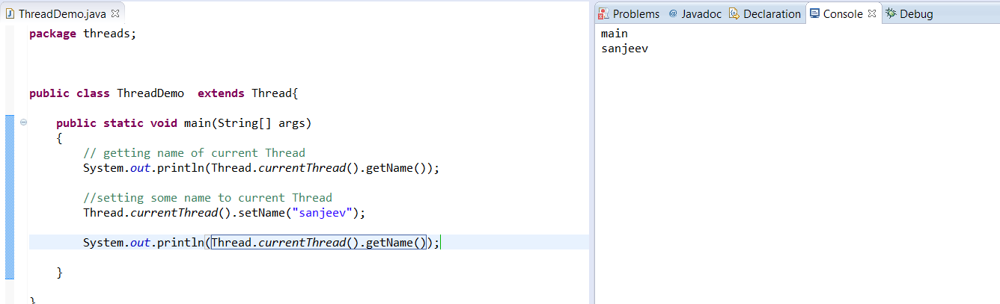 ThreadDemo.java
package threads;
public class ThreadDemo  extends Thread{
public static void main(String[] args)
{
// getting name of current Thread
System.out.println(Thread.currentThread().getName());
//setting some name to current Thread
Thread.currentThread().setName("sanjeev");
System.out.println(Thread.currentThread().getName());
}
}
Problems @ Javadoc Declaration Console Debug
main
sanjeev